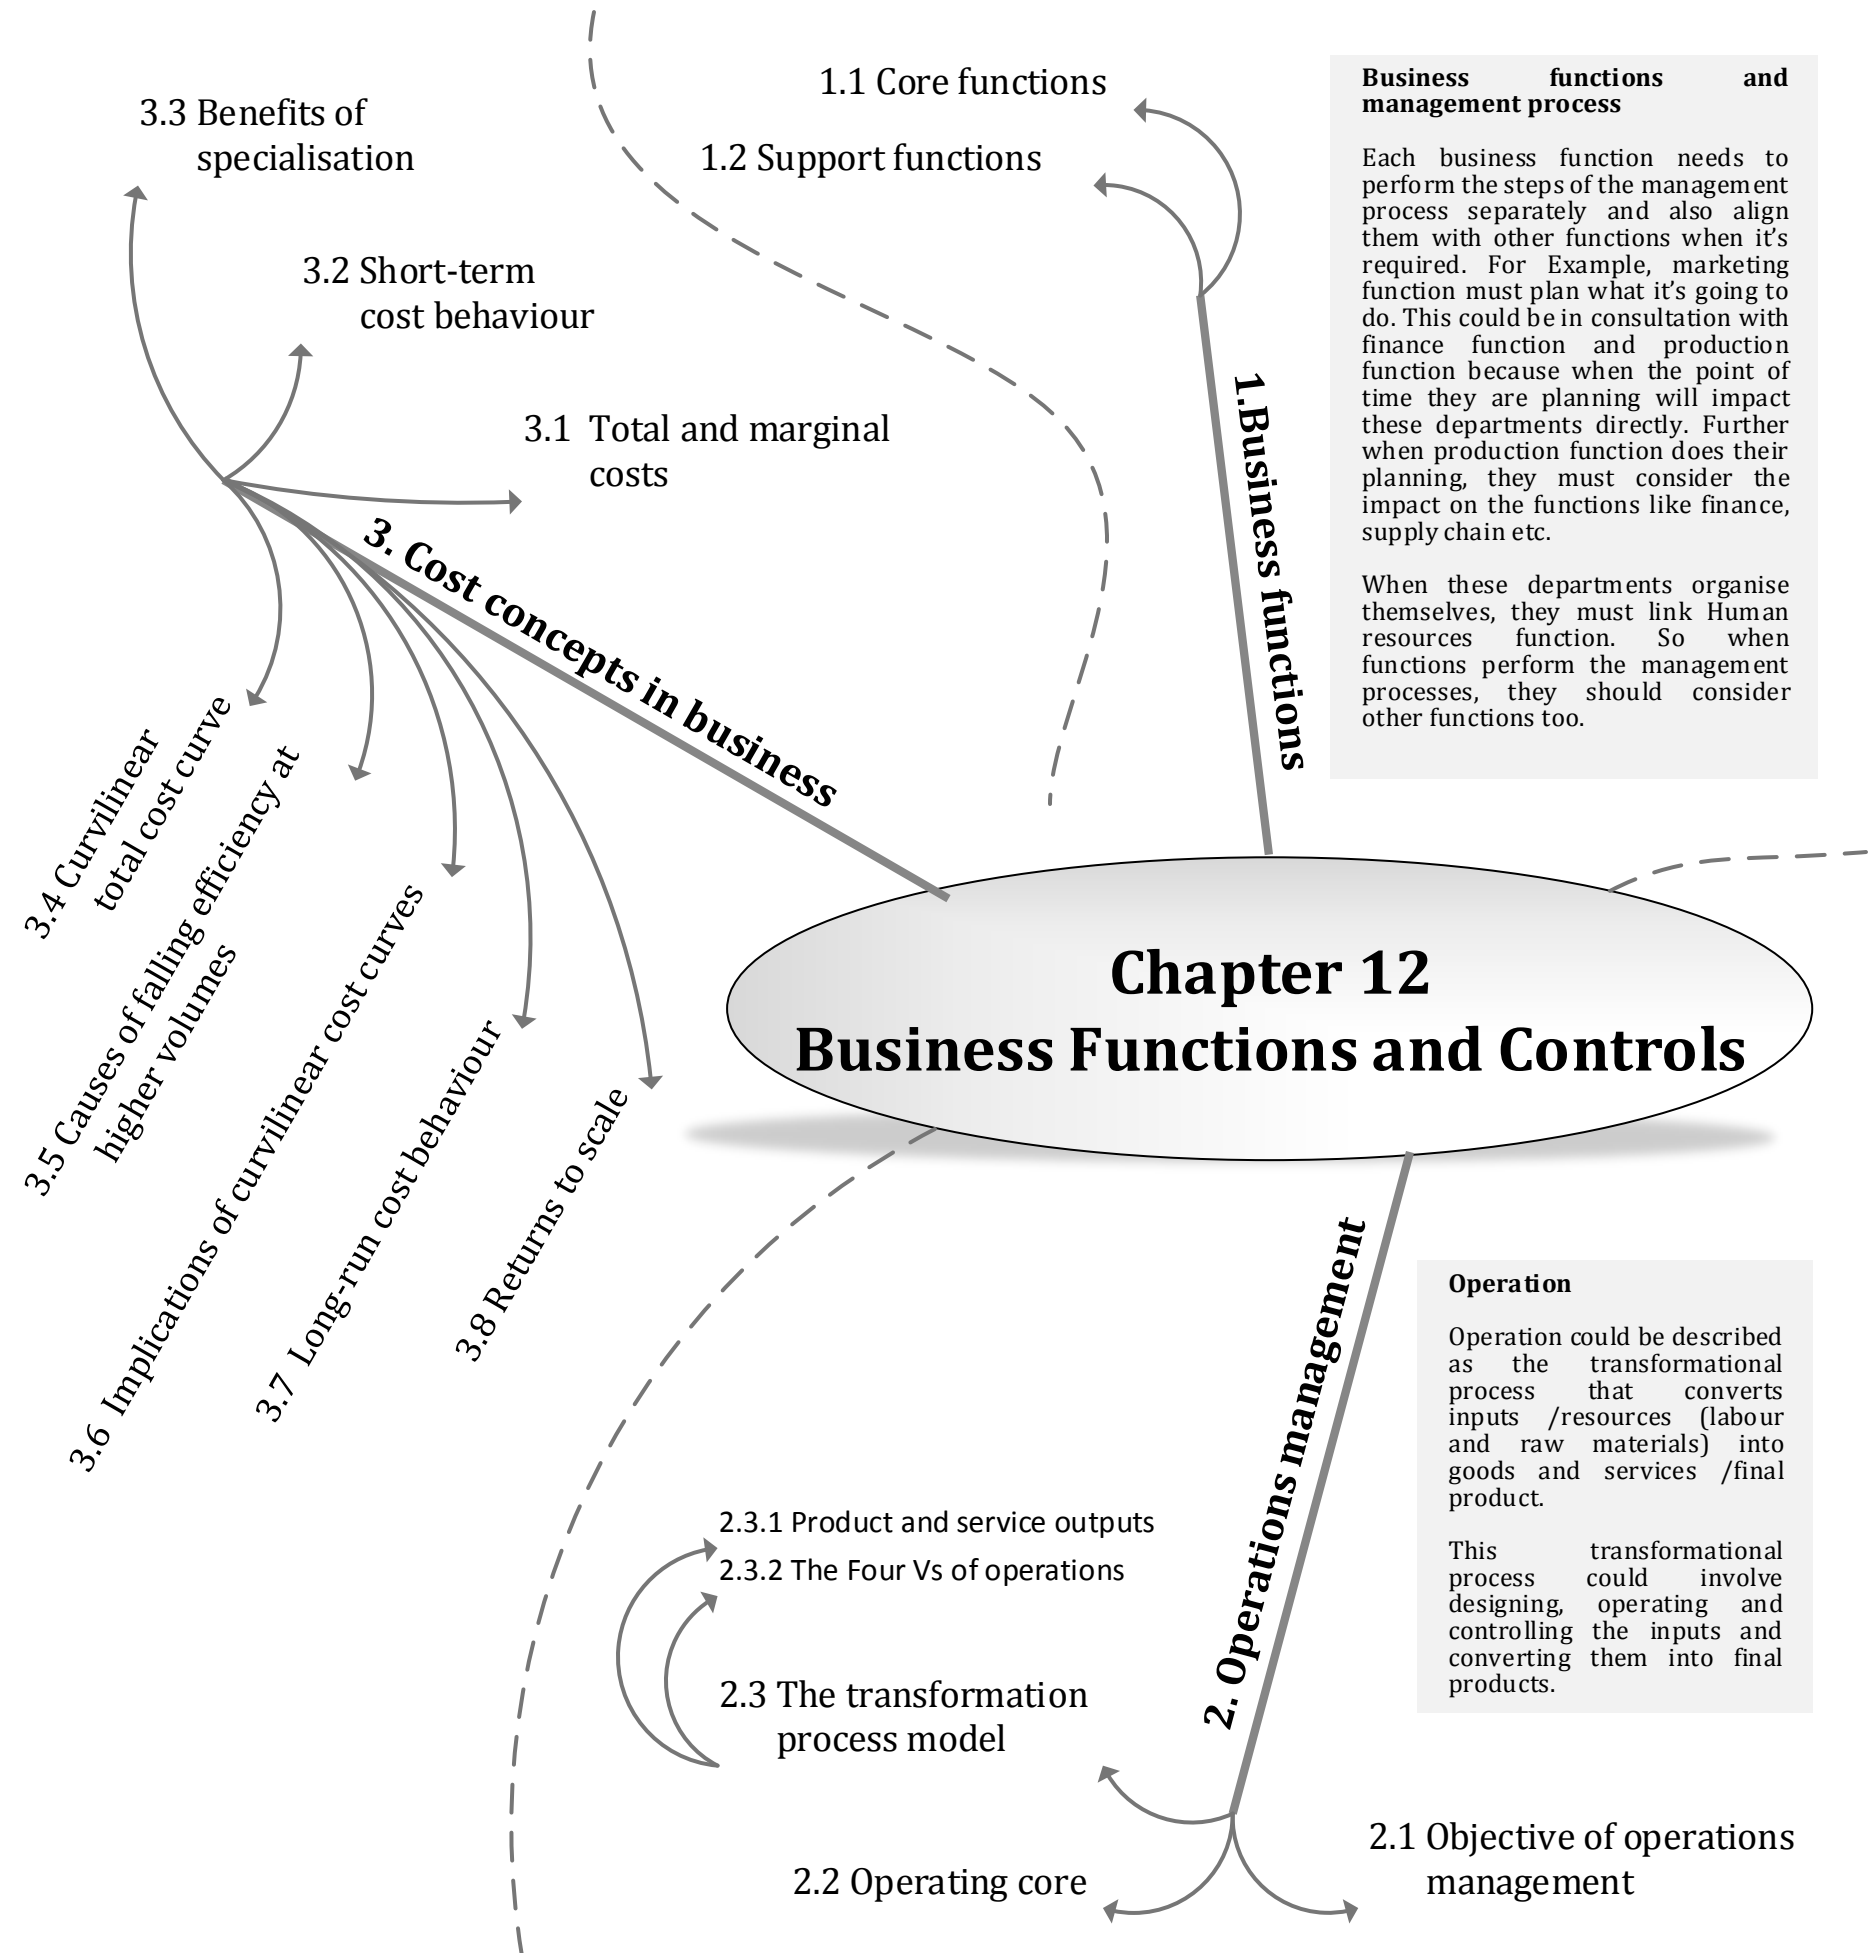 Chapter 12
Business Functions and Controls
1.Business functions
1.1 Core functions
1.2 Support functions
Business functions and
management process
Each business function needs to
perform the steps of the management
process separately and also align
them with other functions when it's
required. For Example, marketing
function must plan what it's going to
do. This could be in consultation with
finance function and production
function because when the point of
time they are planning will impact
these departments directly. Further
when production function does their
planning, they must consider the
impact on the functions like finance,
supply chain etc.
When these departments organise
themselves, they must link Human
resources function. So when
functions perform the management
processes, they should consider
other functions too.
2. Operations management
2.1 Objective of operations
management
2.2 Operating core
2.3 The transformation
process model
2.3.1 Product and service outputs
2.3.2 The Four Vs of operations
Operation
Operation could be described
as the transformational
process that converts
inputs /resources (labour
and raw materials) into
goods and services /final
product.
This transformational
process could involve
designing, operating and
controlling the inputs and
converting them into final
products.
3. Cost concepts in business
3.1 Total and marginal
costs
3.2 Short-term
cost behaviour
3.3 Benefits of
specialisation
3.4 Curvilinear
total cost curve
3.5 Causes of falling efficiency at
higher volumes
3.6 Implications of curvilinear cost curves
3.7 Long-run cost behaviour
3.8 Returns to scale